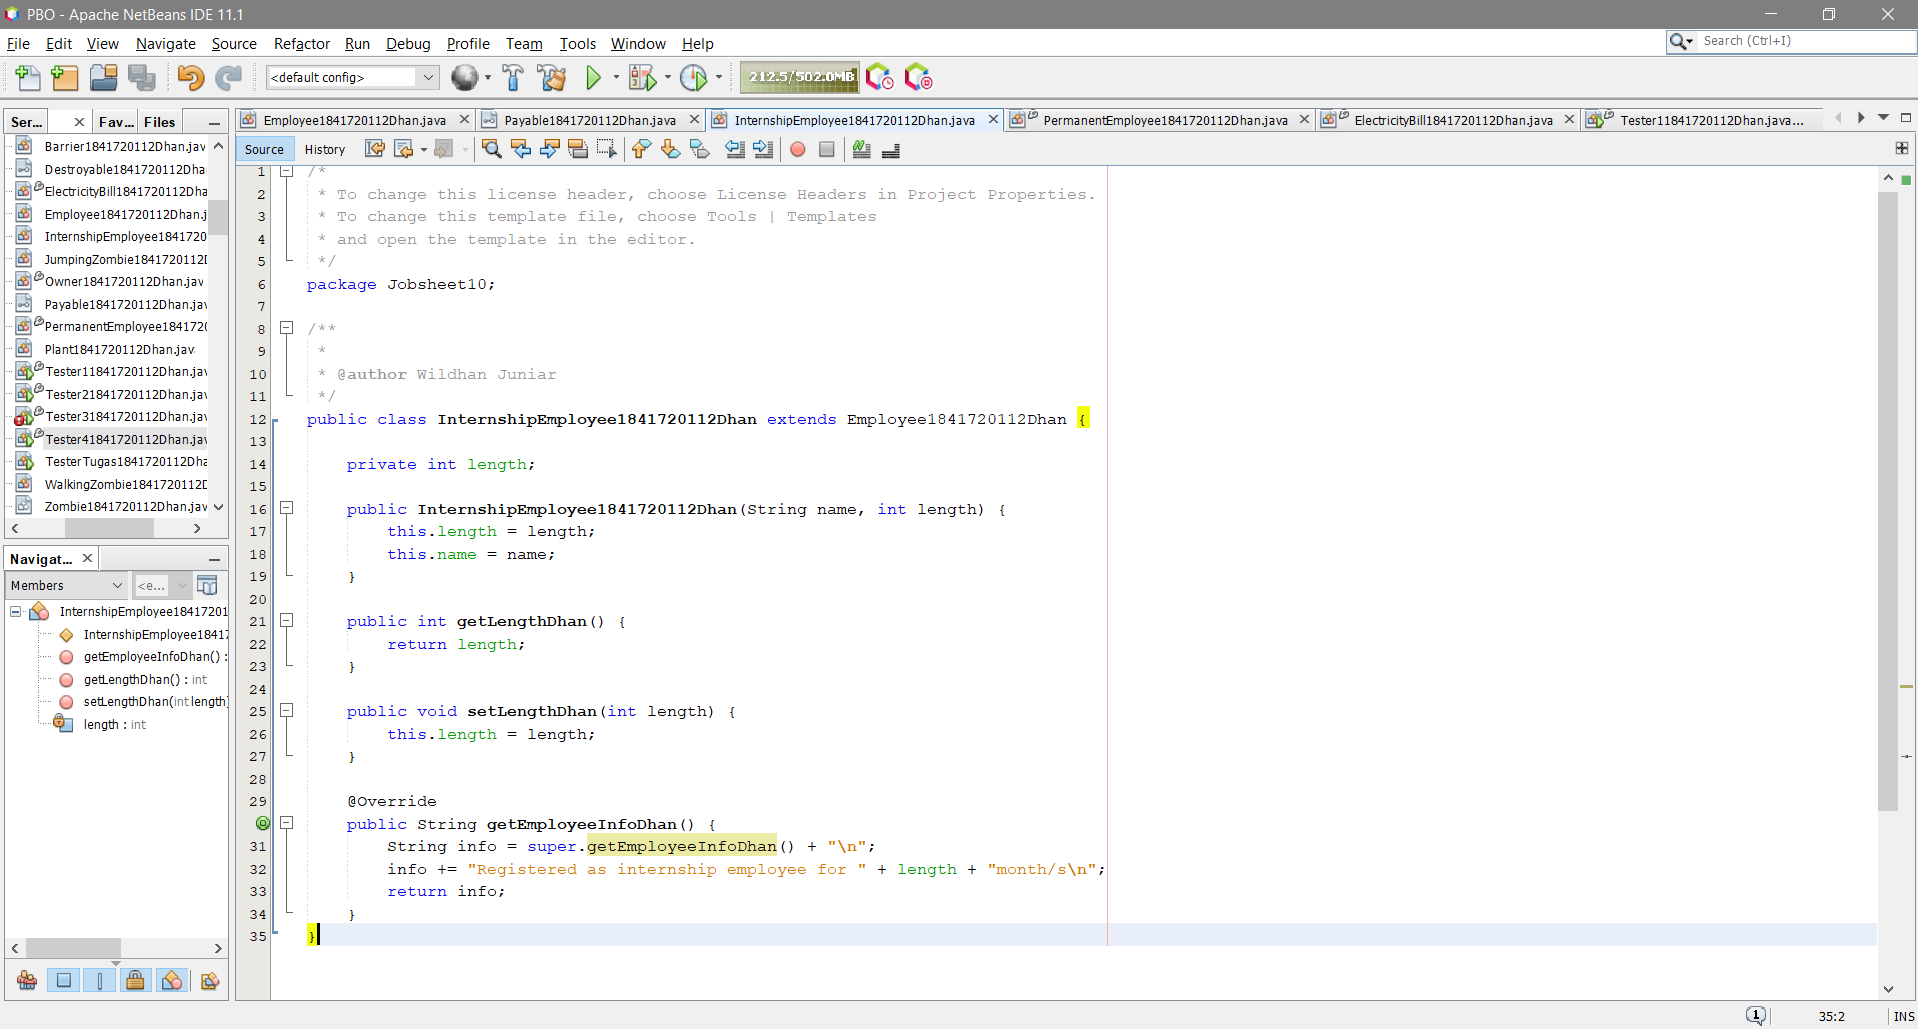 PBO - Apache NetBeans IDE 11.1
File Edit View Navigate Source Refactor Run Debug Profile Team Tools Window Help
Search (Ctrl+I)
<default config>
212.5/502.0MB
Ser... Fav... Files
Employee1841720112Dhan.java Payable1841720112Dhan.java InternshipEmployee1841720112Dhan.java PermanentEmployee1841720112Dhan.java ElectricityBill1841720112Dhan.java Tester11841720112Dhan.java...
Source History
Barrier1841720112Dhan.jav
Destroyable1841720112Dha
ElectricityBill1841720112Dha
Employee1841720112Dhan.j
InternshipEmployee1841720
JumpingZombie1841720112D
Owner1841720112Dhan.jav
Payable1841720112Dhan.jav
PermanentEmployee184172(
Plant1841720112Dhan.jav
Tester11841720112Dhan.jav
Tester21841720112Dhan.jav
Tester31841720112Dhan.jav
Tester41841720112Dhan.jav
TesterTugas1841720112Dha
WalkingZombie1841720112D
Zombie1841720112Dhan.jav
Navigat...
Members <e...
InternshipEmployee18417201
InternshipEmployee18417
getEmployeeInfoDhan() :
getLengthDhan() : int
setLengthDhan(int length)
length : int
1 /*
2 * To change this license header, choose License Headers in Project Properties.
3 * To change this template file, choose Tools | Templates
4 * and open the template in the editor.
5 */
6 package Jobsheet10;
7
8 /**
9 *
10 * @author Wildhan Juniar
11 */
12 public class InternshipEmployee1841720112Dhan extends Employee1841720112Dhan {
13
14 private int length;
15
16 public InternshipEmployee1841720112Dhan(String name, int length) {
17 this.length = length;
18 this.name = name;
19 }
20
21 public int getLengthDhan() {
22 return length;
23 }
24
25 public void setLengthDhan(int length) {
26 this.length = length;
27 }
28
29 @Override
public String getEmployeeInfoDhan() {
31 String info = super.getEmployeeInfoDhan() + "\n";
32 info += "Registered as internship employee for " + length + "month/s\n";
33 return info;
34 }
35 }
1
35:2 INS